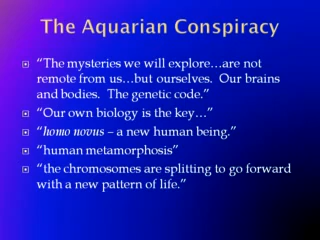 The Aquarian Conspiracy
“The mysteries we will explore…are not
remote from us…but ourselves. Our brains
and bodies. The genetic code.”
“Our own biology is the key…”
“homo novus – a new human being.”
“human metamorphosis”
“the chromosomes are splitting to go forward
with a new pattern of life.”